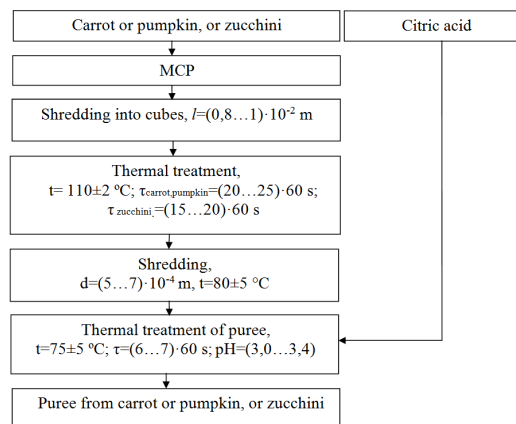 Carrot or pumpkin, or zucchini
Citric acid
MCP
Shredding into cubes, l=(0,8…1)·10⁻² m
Thermal treatment,
t= 110±2 ºC; τcarrot,pumpkin=(20…25)·60 s;
τ zucchini,=(15…20)·60 s
Shredding,
d=(5…7)·10⁻⁴ m, t=80±5 °C
Thermal treatment of puree,
t=75±5 ºC; τ=(6…7)·60 s; pH=(3,0…3,4)
Puree from carrot or pumpkin, or zucchini